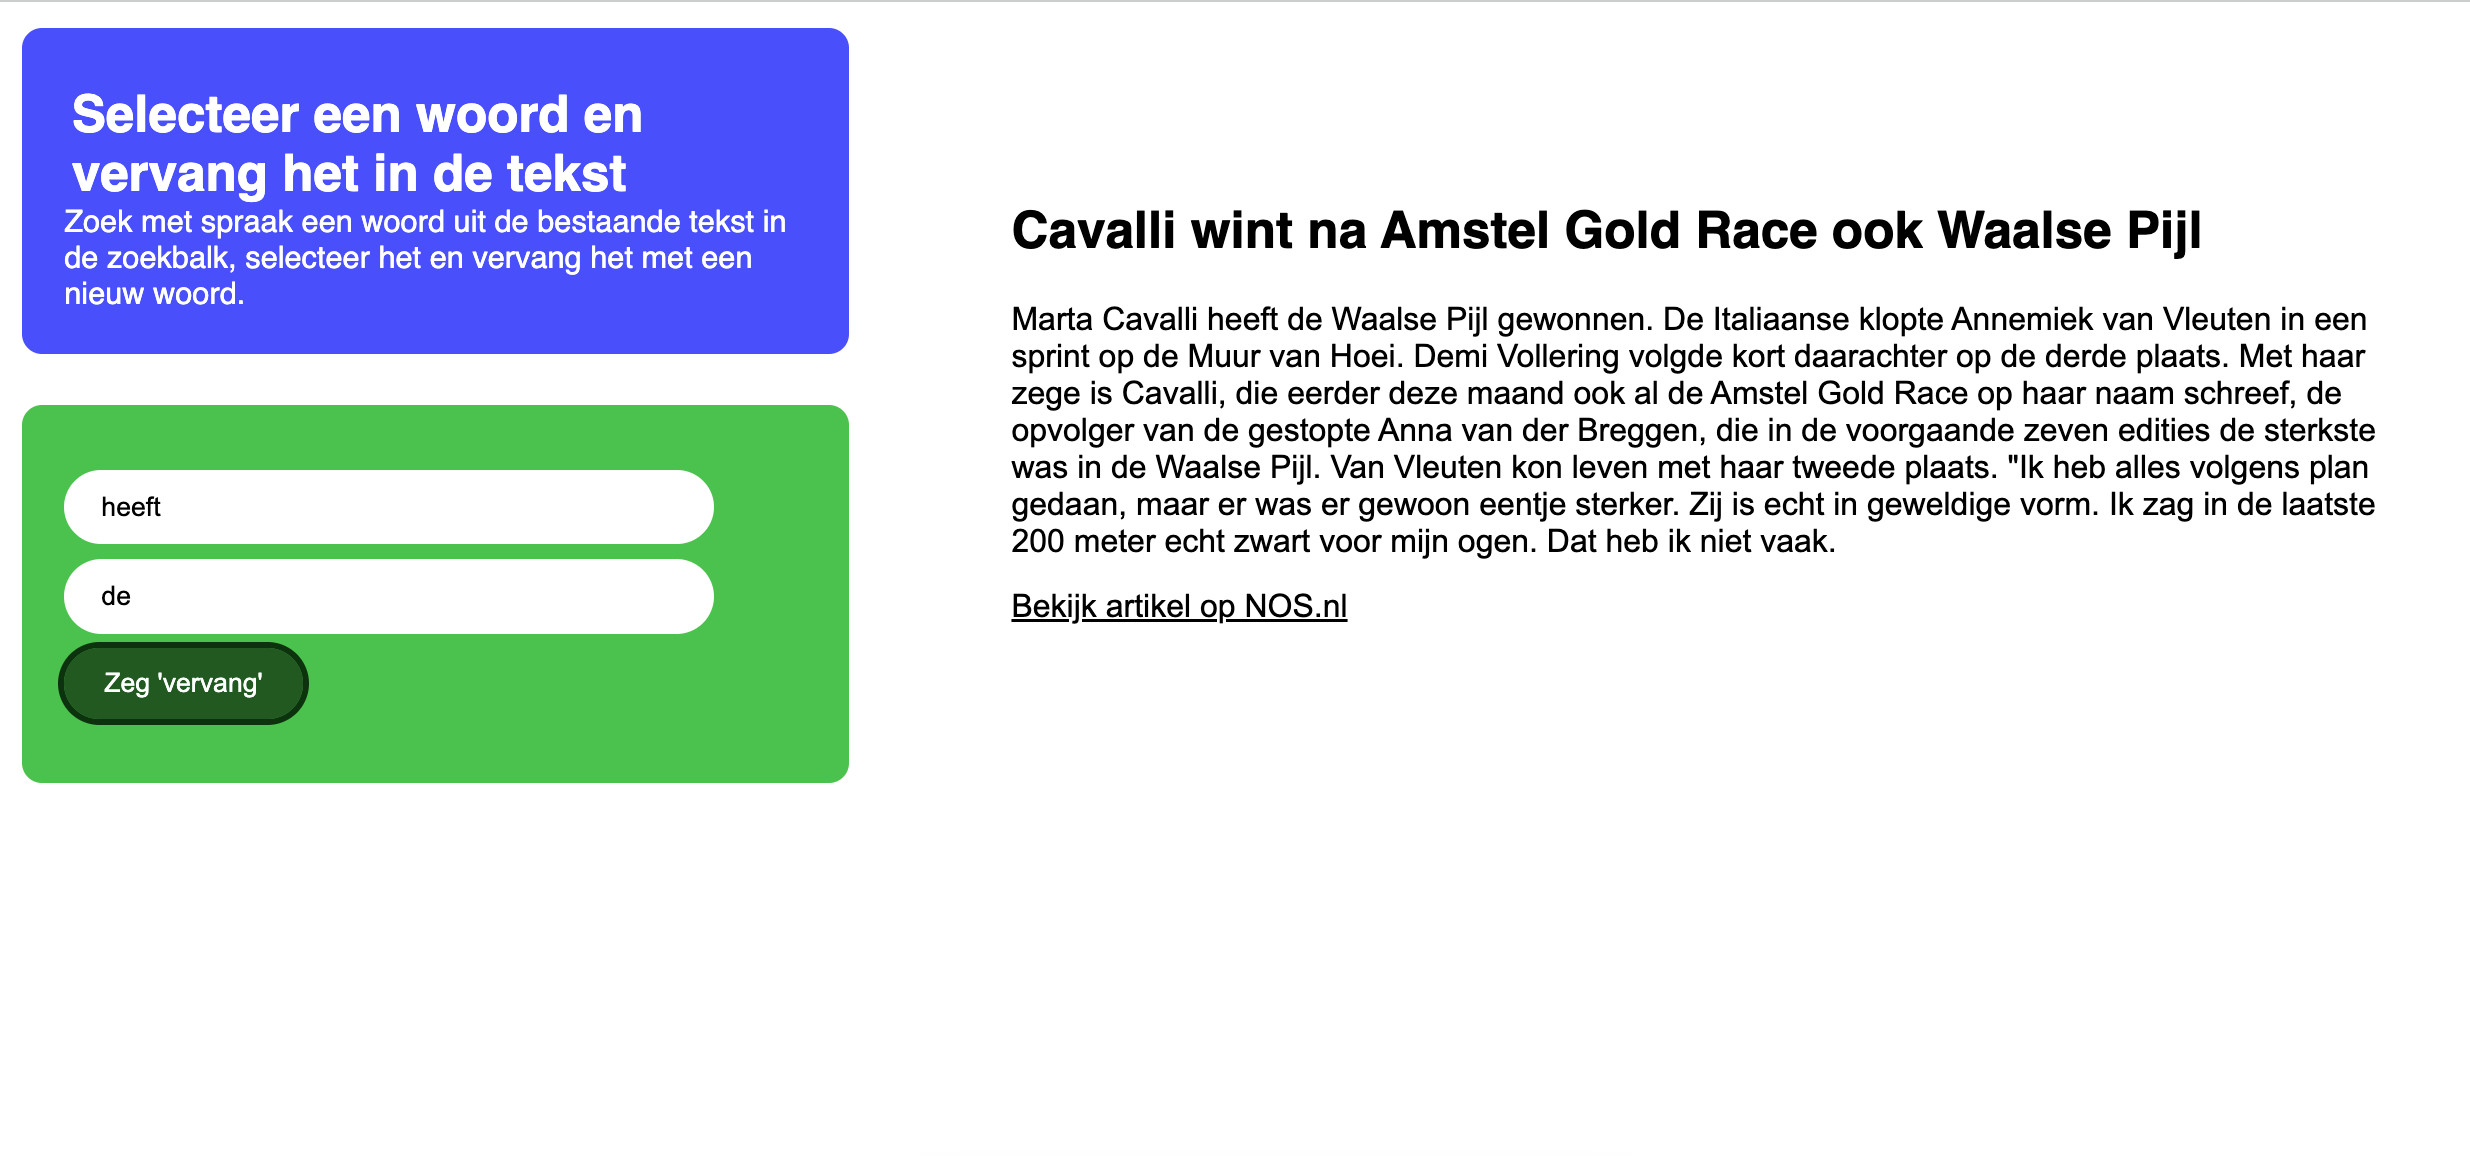 Selecteer een woord en
vervang het in de tekst
Zoek met spraak een woord uit de bestaande tekst in
de zoekbalk, selecteer het en vervang het met een
nieuw woord.
heeft
de
Zeg 'vervang'
Cavalli wint na Amstel Gold Race ook Waalse Pijl
Marta Cavalli heeft de Waalse Pijl gewonnen. De Italiaanse klopte Annemiek van Vleuten in een
sprint op de Muur van Hoei. Demi Vollering volgde kort daarachter op de derde plaats. Met haar
zege is Cavalli, die eerder deze maand ook al de Amstel Gold Race op haar naam schreef, de
opvolger van de gestopte Anna van der Breggen, die in de voorgaande zeven edities de sterkste
was in de Waalse Pijl. Van Vleuten kon leven met haar tweede plaats. "Ik heb alles volgens plan
gedaan, maar er was er gewoon eentje sterker. Zij is echt in geweldige vorm. Ik zag in de laatste
200 meter echt zwart voor mijn ogen. Dat heb ik niet vaak.
Bekijk artikel op NOS.nl